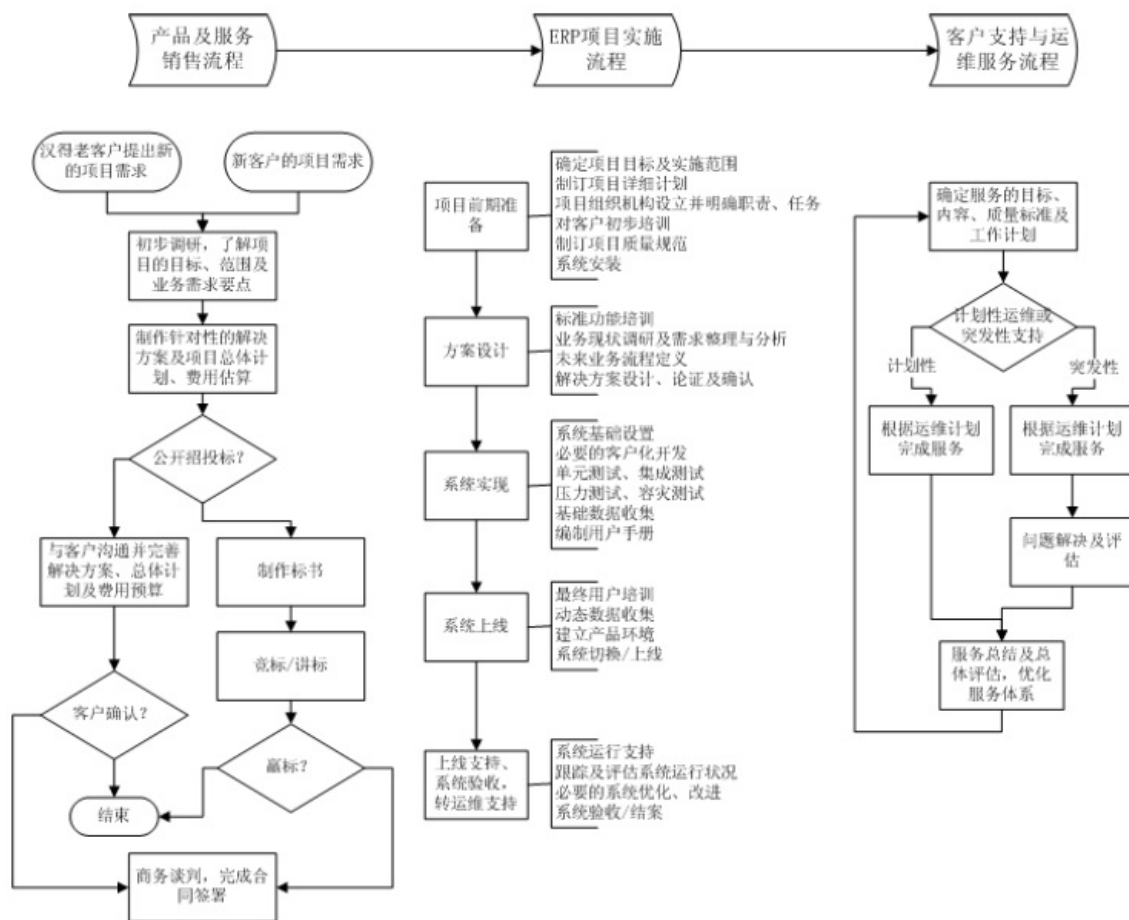 产品及服务
销售流程
ERP项目实施
流程
客户支持与运
维服务流程
汉得老客户提出新
的项目需求
新客户的项目需求
初步调研，了解项
目的目标、范围及
业务需求要点
制作针对性的解决
方案及项目总体计
划、费用估算
公开招投标？
与客户沟通并完善
解决方案、总体计
划及费用预算
制作标书
竞标/讲标
客户确认？
赢标？
结束
商务谈判，完成合
同签署
项目前期准
备
确定项目目标及实施范围
制订项目详细计划
项目组织机构设立并明确职责、任务
对客户初步培训
制订项目质量规范
系统安装
方案设计
标准功能培训
业务现状调研及需求整理与分析
未来业务流程定义
解决方案设计、论证及确认
系统实现
系统基础设置
必要的客户化开发
单元测试、集成测试
压力测试、容灾测试
基础数据收集
编制用户手册
系统上线
最终用户培训
动态数据收集
建立产品环境
系统切换/上线
上线支持、
系统验收，
转运维支持
系统运行支持
跟踪及评估系统运行状况
必要的系统优化、改进
系统验收/结案
确定服务的目标、
内容、质量标准及
工作计划
计划性运维或
突发性支持
计划性
突发性
根据运维计划
完成服务
根据运维计划
完成服务
问题解决及评
估
服务总结及总
体评估，优化
服务体系